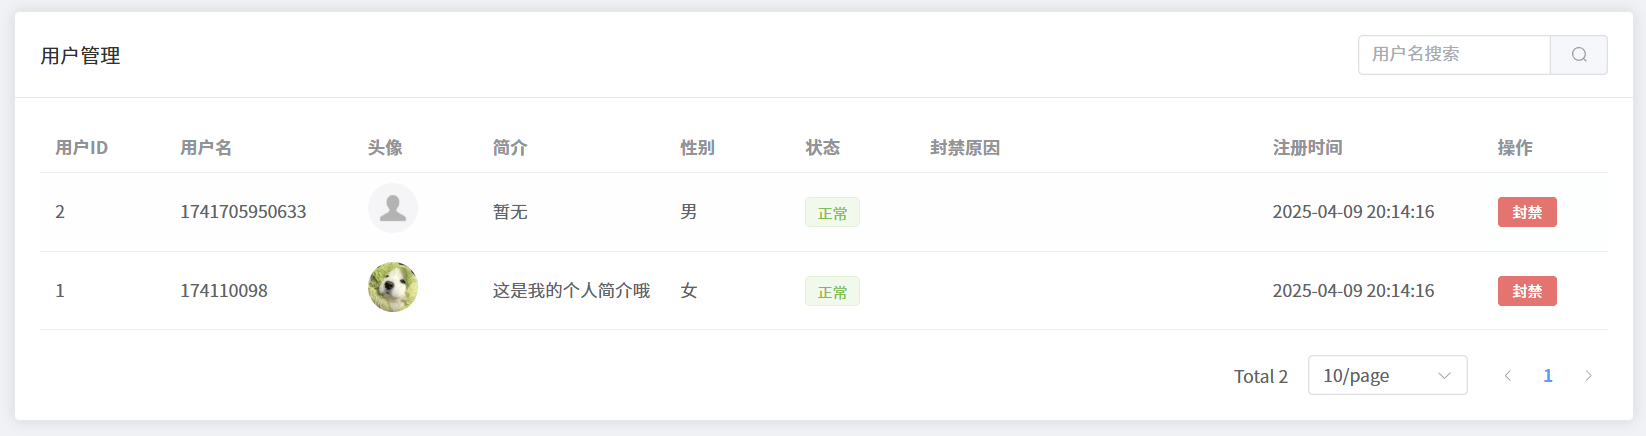 用户管理
用户名搜索
用户ID 用户名 头像 简介 性别 状态 封禁原因 注册时间 操作
2 1741705950633 暂无 男 正常 2025-04-09 20:14:16 封禁
1 174110098 这是我的个人简介哦 女 正常 2025-04-09 20:14:16 封禁
Total 2 10/page 1